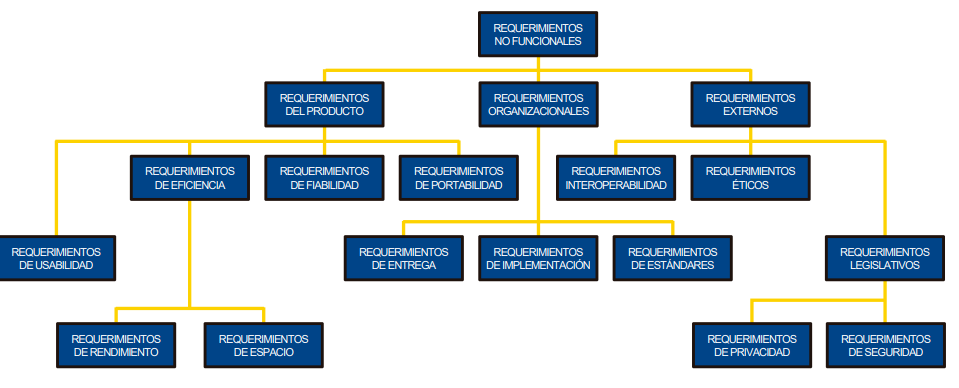 REQUERIMIENTOS
NO FUNCIONALES
REQUERIMIENTOS
DEL PRODUCTO
REQUERIMIENTOS
ORGANIZACIONALES
REQUERIMIENTOS
EXTERNOS
REQUERIMIENTOS
DE EFICIENCIA
REQUERIMIENTOS
DE FIABILIDAD
REQUERIMIENTOS
DE PORTABILIDAD
REQUERIMIENTOS
INTEROPERABILIDAD
REQUERIMIENTOS
ÉTICOS
REQUERIMIENTOS
DE USABILIDAD
REQUERIMIENTOS
DE ENTREGA
REQUERIMIENTOS
DE IMPLEMENTACIÓN
REQUERIMIENTOS
DE ESTÁNDARES
REQUERIMIENTOS
LEGISLATIVOS
REQUERIMIENTOS
DE RENDIMIENTO
REQUERIMIENTOS
DE ESPACIO
REQUERIMIENTOS
DE PRIVACIDAD
REQUERIMIENTOS
DE SEGURIDAD